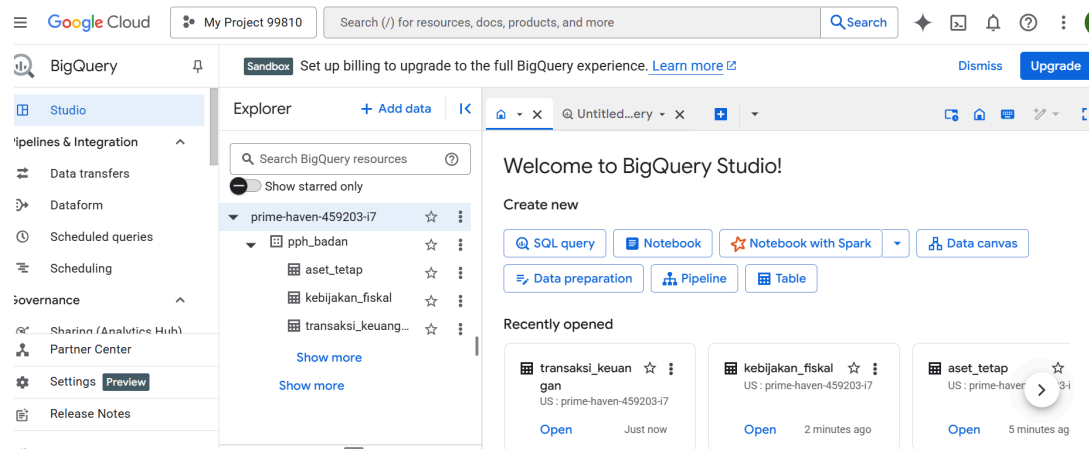 Google Cloud
My Project 99810
Search (/) for resources, docs, products, and more
Search
BigQuery
Sandbox Set up billing to upgrade to the full BigQuery experience. Learn more
Dismiss
Upgrade
Studio
Pipelines & Integration
Data transfers
Dataform
Scheduled queries
Scheduling
Governance
Sharing (Analytics Hub)
Partner Center
Settings Preview
Release Notes
Explorer
+ Add data
Search BigQuery resources
Show starred only
prime-haven-459203-i7
pph_badan
aset_tetap
kebijakan_fiskal
transaksi_keuang...
Show more
Show more
Untitled...ery
Welcome to BigQuery Studio!
Create new
SQL query
Notebook
Notebook with Spark
Data canvas
Data preparation
Pipeline
Table
Recently opened
transaksi_keuan
gan
US : prime-haven-459203-i7
Open
Just now
kebijakan_fiskal
US : prime-haven-459203-i7
Open
2 minutes ago
aset_tetap
US : prime-haven
3-i
Open
5 minutes ag